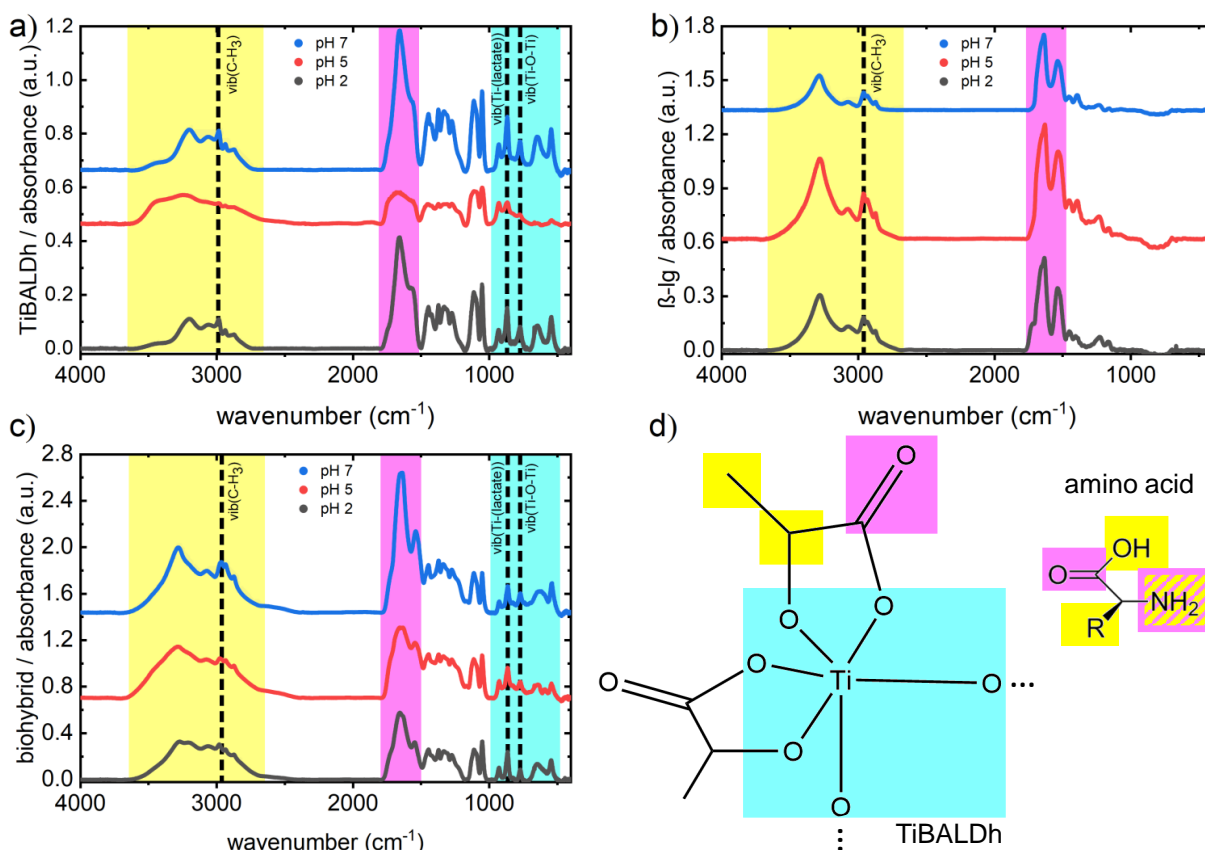 a)
TiBALDh / absorbance (a.u.)
1.2
1.0
0.8
0.6
0.4
0.2
0.0
pH 7
pH 5
pH 2
vib(C-H3)
vib(Ti-(lactate))
vib(Ti-O-Ti)
4000 3000 2000 1000
wavenumber (cm-1)
b)
ß-lg / absorbance (a.u.)
1.8
1.5
1.2
0.9
0.6
0.3
0.0
pH 7
pH 5
pH 2
vib(C-H3)
4000 3000 2000 1000
wavenumber (cm-1)
c)
biohybrid / absorbance (a.u.)
2.8
2.4
2.0
1.6
1.2
0.8
0.4
0.0
pH 7
pH 5
pH 2
vib(C-H3)
vib(Ti-(lactate))
vib(Ti-O-Ti)
4000 3000 2000 1000
wavenumber (cm-1)
d)
O
amino acid
OH
O
NH2
R
O
O
O
Ti
O
O ...
O
O
...
TiBALDh